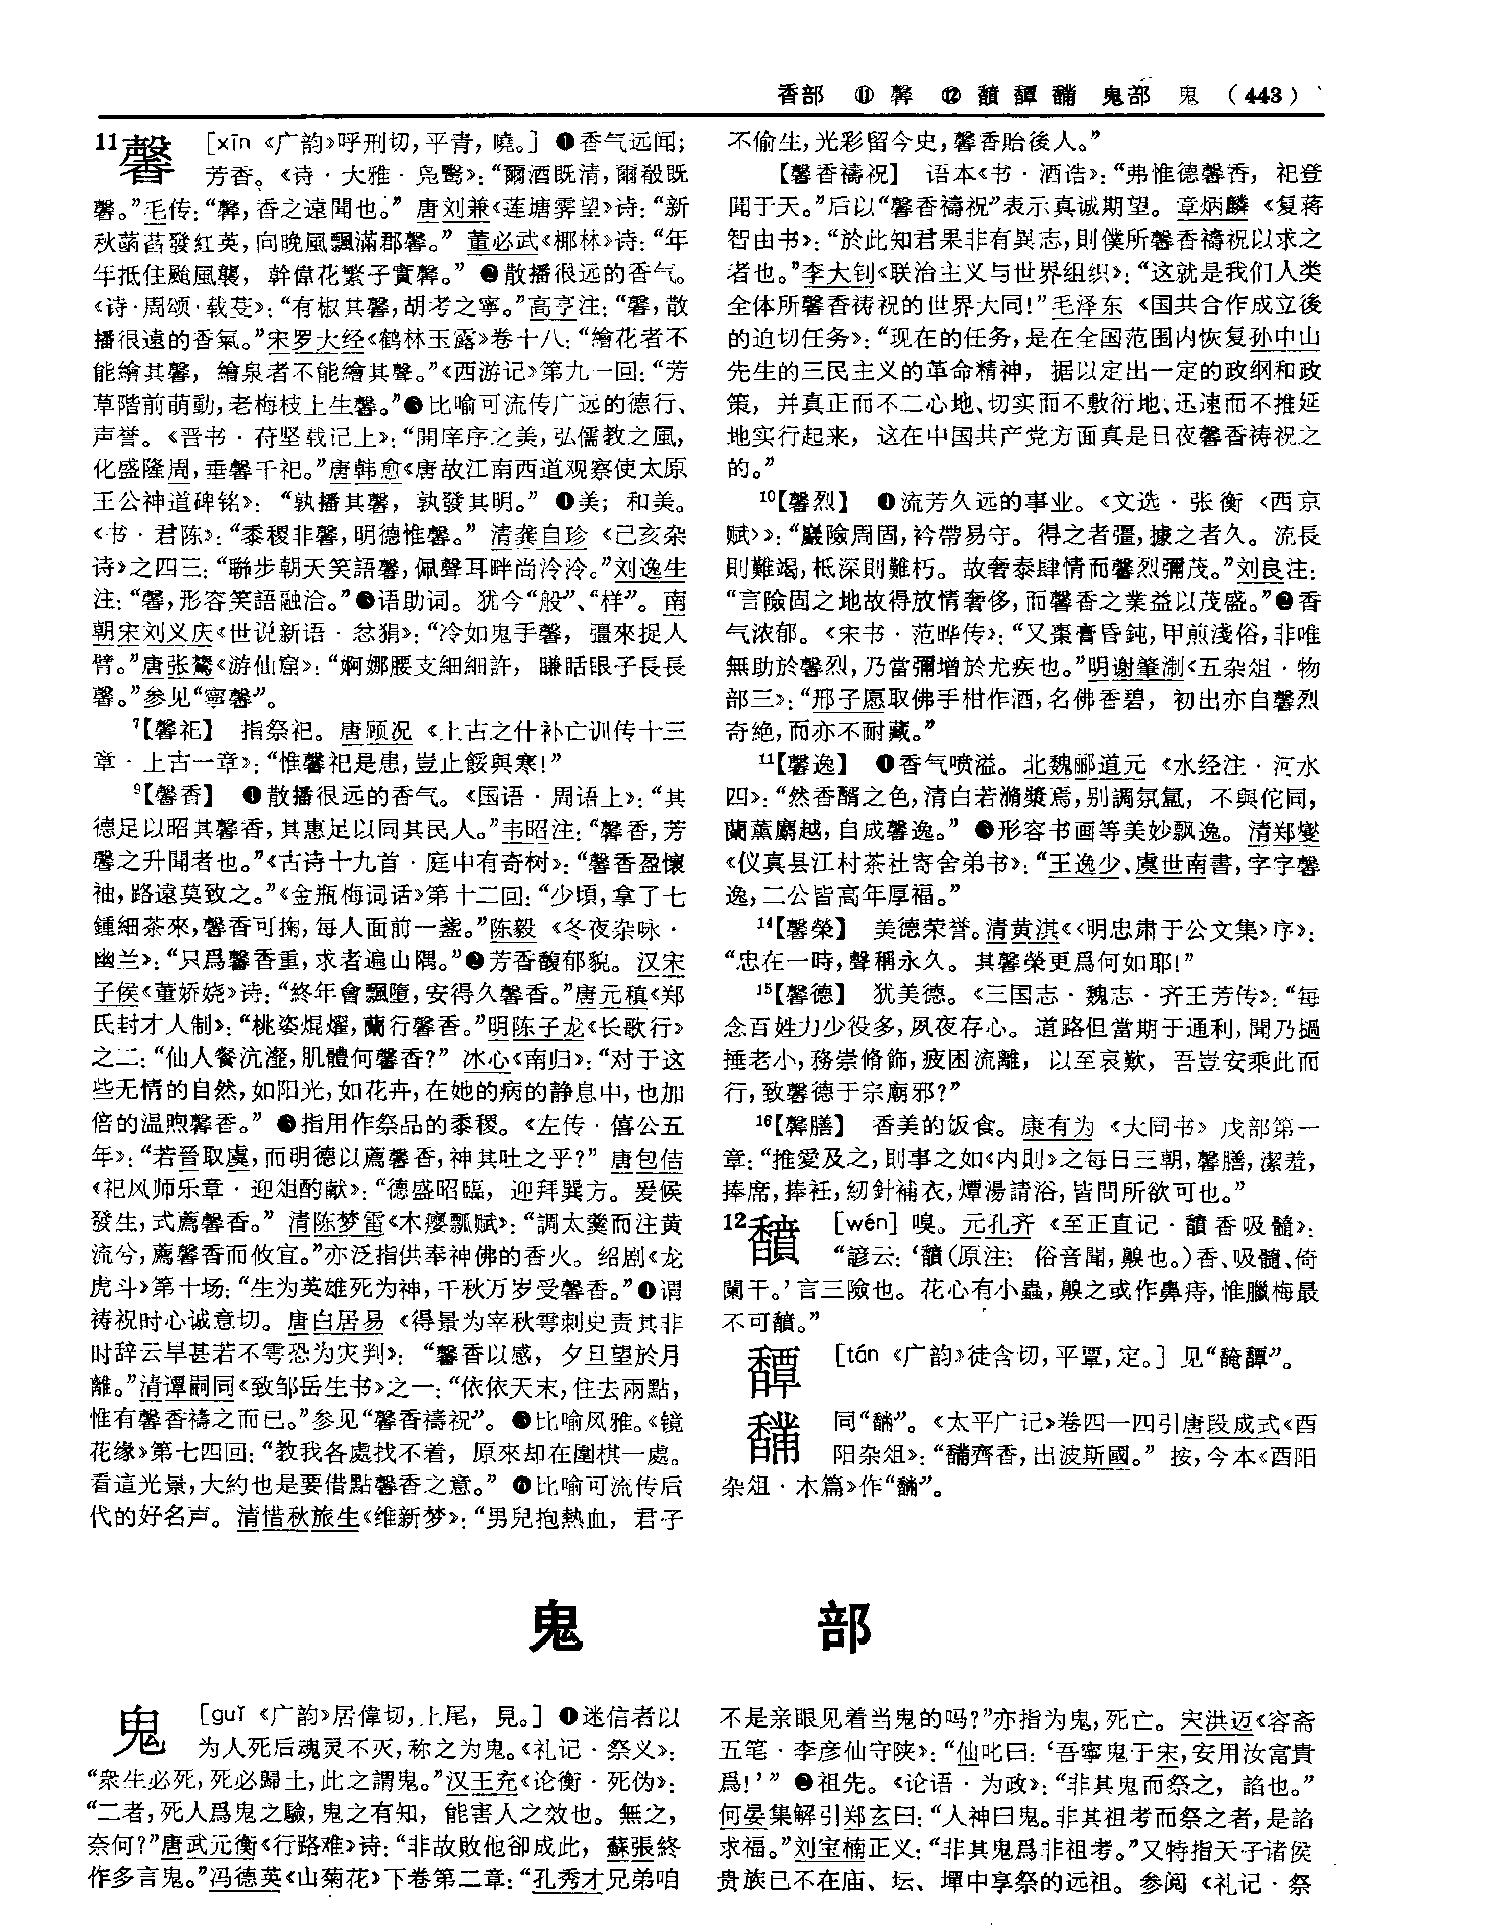 香部 ⑪ 馨 ⑫ 馩 䭛 䭵 鬼部 鬼 (443)
11馨 [xīn 《广韵》呼刑切,平青,曉。] ❶香气远闻;
芳香。《诗·大雅·凫鷖》:“爾酒既清,爾殽既
馨。”毛传:“馨,香之遠聞也。” 唐刘兼《莲塘霁望》诗:“新
秋菡萏發紅英,向晚風飄滿郡馨。” 董必武《椰林》诗:“年
年抵住颱風襲, 幹偉花繁子實馨。” ❷散播很远的香气。
《诗·周颂·载芟》:“有椒其馨,胡考之寧。”高亨注:“馨,散
播很遠的香氣。”宋罗大经《鹤林玉露》卷十八:“繪花者不
能繪其馨, 繪泉者不能繪其聲。”《西游记》第九一回:“芳
草階前萌動,老梅枝上生馨。”❸比喻可流传广远的德行、
声誉。《晋书·苻坚载记上》:“開庠序之美,弘儒教之風,
化盛隆周,垂馨千祀。”唐韩愈《唐故江南西道观察使太原
王公神道碑铭》: “孰播其馨, 孰發其明。” ❹美; 和美。
《书·君陈》:“黍稷非馨,明德惟馨。” 清龚自珍《己亥杂
诗》之四三:“聯步朝天笑語馨,佩聲耳畔尚泠泠。”刘逸生
注:“馨,形容笑語融洽。”❺语助词。犹今“般”、“样”。南
朝宋刘义庆《世说新语·忿狷》:“冷如鬼手馨, 彊來捉人
臂。”唐张鷟《游仙窟》:“婀娜腰支細細許, 𧸖䀨眼子長長
馨。”参见“寧馨”。
7【馨祀】 指祭祀。唐顾况《上古之什补亡训传十三
章·上古一章》:“惟馨祀是患,豈止餒與寒!”
9【馨香】 ❶散播很远的香气。《国语·周语上》:“其
德足以昭其馨香,其惠足以同其民人。”韦昭注:“馨香,芳
馨之升聞者也。”《古诗十九首·庭中有奇树》:“馨香盈懷
袖,路遠莫致之。”《金瓶梅词话》第十二回:“少頃,拿了七
鍾細茶來,馨香可掬,每人面前一盞。”陈毅《冬夜杂咏·
幽兰》:“只爲馨香重,求者遍山隅。”❷芳香馥郁貌。汉宋
子侯《董娇娆》诗:“終年會飄墮,安得久馨香。”唐元稹《郑
氏封才人制》:“桃姿焜燿,蘭行馨香。”明陈子龙《长歌行》
之二:“仙人餐沆瀣,肌體何馨香?” 冰心《南归》:“对于这
些无情的自然,如阳光,如花卉,在她的病的静息中,也加
倍的温煦馨香。” ❸指用作祭品的黍稷。《左传·僖公五
年》:“若晉取虞,而明德以薦馨香,神其吐之乎?” 唐包佶
《祀风师乐章·迎俎酌献》:“德盛昭臨, 迎拜巽方。爰候
發生,式薦馨香。” 清陈梦雷《木瘿瓢赋》:“調太羹而注黄
流兮,薦馨香而攸宜。”亦泛指供奉神佛的香火。绍剧《龙
虎斗》第十场:“生为英雄死为神,千秋万岁受馨香。”❹谓
祷祝时心诚意切。唐白居易《得景为宰秋雩刺史责其非
时辞云旱甚若不雩恐为灾判》: “馨香以感, 夕旦望於月
離。”清谭嗣同《致邹岳生书》之一:“依依天末,住去兩點,
惟有馨香禱之而已。”参见“馨香禱祝”。 ❺比喻风雅。《镜
花缘》第七四回:“教我各處找不着, 原來却在圍棋一處。
看這光景,大約也是要借點馨香之意。” ❻比喻可流传后
代的好名声。清惜秋旅生《维新梦》:“男兒抱熱血, 君子
不偷生,光彩留今史,馨香貽後人。”
【馨香禱祝】 语本《书·酒诰》:“弗惟德馨香, 祀登
聞于天。”后以“馨香禱祝”表示真诚期望。章炳麟《复蒋
智由书》:“於此知君果非有異志,則僕所馨香禱祝以求之
者也。”李大钊《联治主义与世界组织》:“这就是我们人类
全体所馨香祷祝的世界大同!”毛泽东《国共合作成立後
的迫切任务》:“现在的任务,是在全国范围内恢复孙中山
先生的三民主义的革命精神, 据以定出一定的政纲和政
策, 并真正而不二心地、切实而不敷衍地、迅速而不推延
地实行起来, 这在中国共产党方面真是日夜馨香祷祝之
的。”
10【馨烈】 ❶流芳久远的事业。《文选·张衡〈西京
赋〉》:“巖險周固,衿帶易守。得之者彊,據之者久。流長
則難竭,柢深則難朽。故奢泰肆情而馨烈彌茂。”刘良注:
“言險固之地故得放情奢侈,而馨香之業益以茂盛。”❷香
气浓郁。《宋书·范晔传》:“又棗膏昏鈍,甲煎淺俗,非唯
無助於馨烈,乃當彌增於尤疾也。”明谢肇淛《五杂俎·物
部三》:“邢子愿取佛手柑作酒,名佛香碧, 初出亦自馨烈
奇絶,而亦不耐藏。”
11【馨逸】 ❶香气喷溢。北魏郦道元《水经注·河水
四》:“然香醑之色,清白若滫漿焉,别調氛氲, 不與佗同,
蘭薰麝越,自成馨逸。” ❷形容书画等美妙飘逸。清郑燮
《仪真县江村茶社寄舍弟书》:“王逸少、虞世南書,字字馨
逸,二公皆高年厚福。”
14【馨榮】 美德荣誉。清黄淇《〈明忠肃于公文集〉序》:
“忠在一時,聲稱永久。其馨榮更爲何如耶!”
15【馨德】 犹美德。《三国志·魏志·齐王芳传》:“每
念百姓力少役多,夙夜存心。道路但當期于通利,聞乃撾
捶老小,務崇脩飾,疲困流離, 以至哀歎, 吾豈安乘此而
行,致馨德于宗廟邪?”
16【馨膳】 香美的饭食。康有为《大同书》戊部第一
章:“推愛及之,則事之如《内則》之每日三朝,馨膳,潔羞,
捧席,捧衽,紉針補衣,燂湯請浴,皆問所欲可也。”
12馩 [wén] 嗅。元孔齐《至正直记·馩香吸髓》:
“諺云: ‘馩(原注: 俗音聞,齅也。)香、吸髓、倚
闌干。’言三險也。花心有小蟲,齅之或作鼻痔,惟臘梅最
不可馩。”
䭛 [tán 《广韵》徒含切,平覃,定。] 见“馣䭛”。
同“䭳”。《太平广记》卷四一四引唐段成式《酉
阳杂俎》:“䭵齊香,出波斯國。” 按,今本《酉阳
杂俎·木篇》作“䭳”。
鬼 部
鬼 [guǐ 《广韵》居偉切,上尾, 見。] ❶迷信者以
为人死后魂灵不灭,称之为鬼。《礼记·祭义》:
“衆生必死,死必歸土,此之謂鬼。”汉王充《论衡·死伪》:
“二者,死人爲鬼之驗,鬼之有知, 能害人之效也。無之,
奈何?”唐武元衡《行路难》诗:“非故敗他卻成此, 蘇張終
作多言鬼。”冯德英《山菊花》下卷第二章:“孔秀才兄弟咱
不是亲眼见着当鬼的吗?”亦指为鬼,死亡。宋洪迈《容斋
五笔·李彦仙守陕》:“仙叱曰: ‘吾寧鬼于宋,安用汝富貴
爲!’” ❷祖先。《论语·为政》:“非其鬼而祭之, 諂也。”
何晏集解引郑玄曰:“人神曰鬼。非其祖考而祭之者,是諂
求福。”刘宝楠正义:“非其鬼爲非祖考。”又特指天子诸侯
贵族已不在庙、坛、墠中享祭的远祖。参阅《礼记·祭